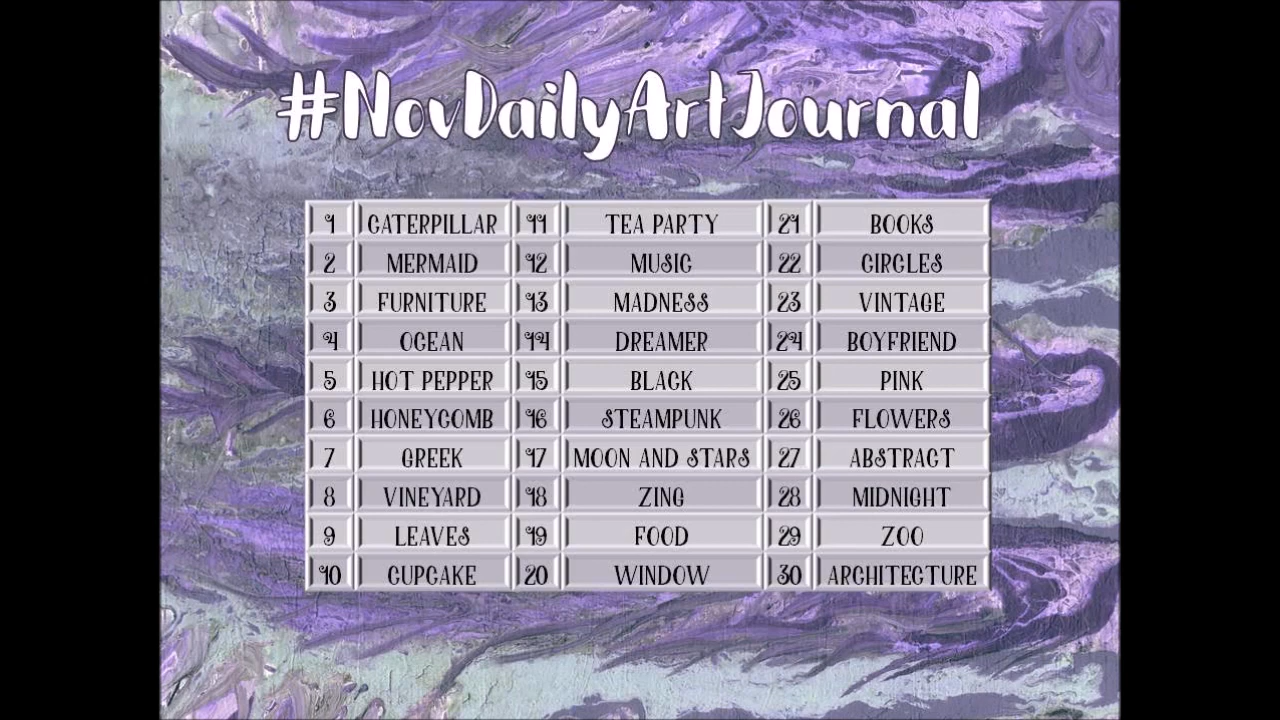 #NovDailyArtJournal
1 CATERPILLAR 11 TEA PARTY 21 BOOKS
2 MERMAID 12 MUSIC 22 CIRCLES
3 FURNITURE 13 MADNESS 23 VINTAGE
4 OCEAN 14 DREAMER 24 BOYFRIEND
5 HOT PEPPER 15 BLACK 25 PINK
6 HONEYCOMB 16 STEAMPUNK 26 FLOWERS
7 GREEK 17 MOON AND STARS 27 ABSTRACT
8 VINEYARD 18 ZING 28 MIDNIGHT
9 LEAVES 19 FOOD 29 ZOO
10 CUPCAKE 20 WINDOW 30 ARCHITECTURE